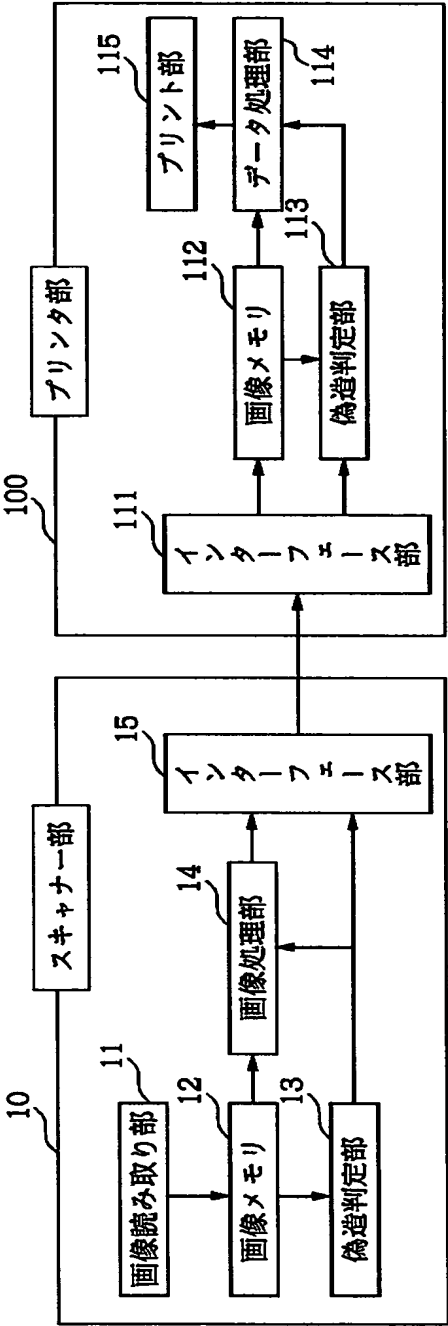 10
スキャナー部
11
画像読み取り部
12
画像メモリ
13
偽造判定部
14
画像処理部
15
インターフェース部
100
プリンタ部
111
インターフェース部
112
画像メモリ
113
偽造判定部
114
データ処理部
115
プリント部